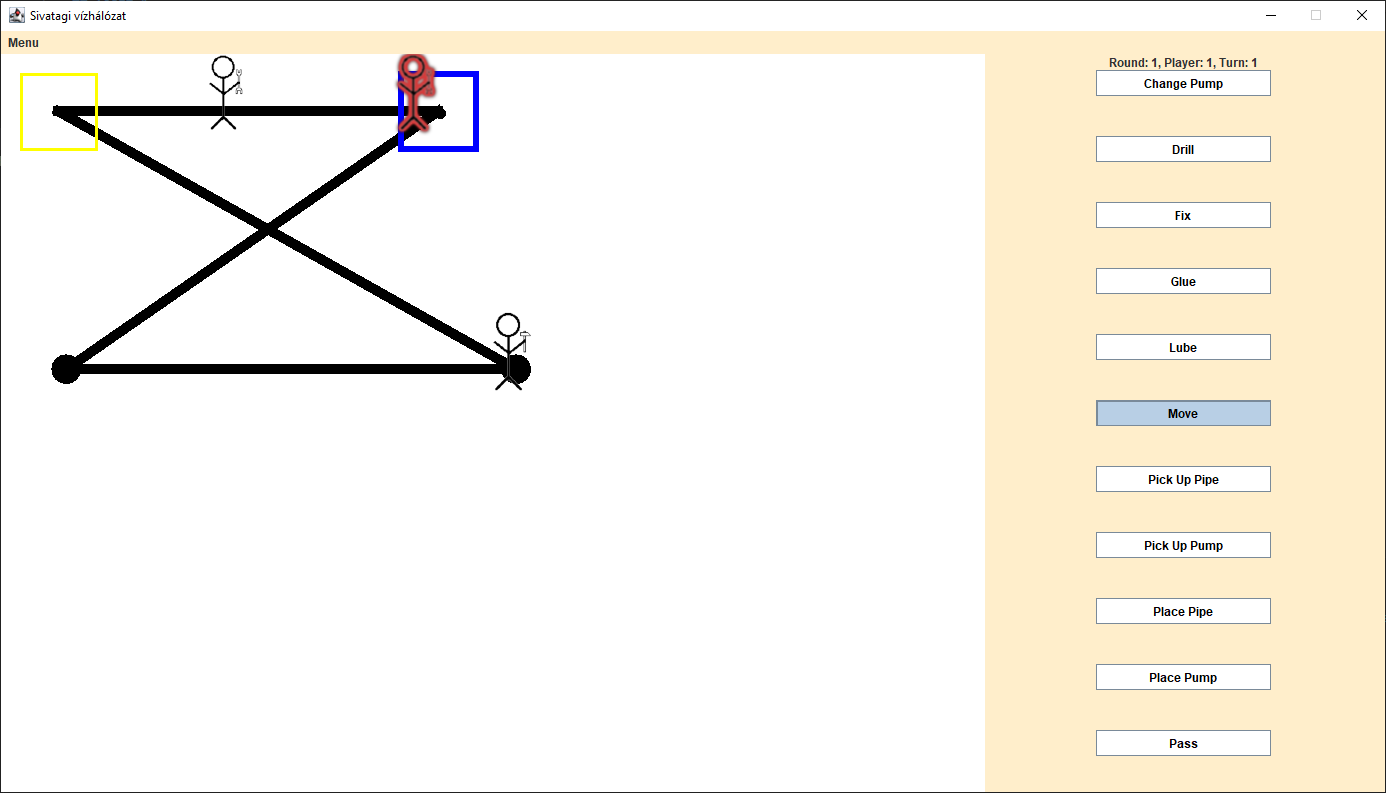 Sivatagi vízhálózat
Menu
Round: 1, Player: 1, Turn: 1
Change Pump
Drill
Fix
Glue
Lube
Move
Pick Up Pipe
Pick Up Pump
Place Pipe
Place Pump
Pass